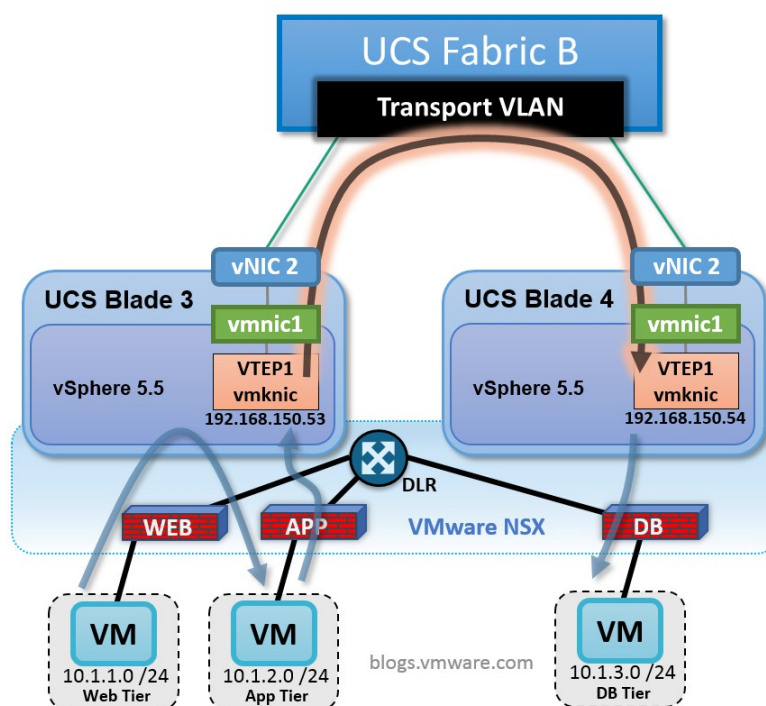 UCS Fabric B
Transport VLAN
vNIC 2
vNIC 2
UCS Blade 3
UCS Blade 4
vmnic1
vmnic1
vSphere 5.5
VTEP1
vmknic
192.168.150.53
vSphere 5.5
VTEP1
vmknic
192.168.150.54
DLR
WEB
APP
VMware NSX
DB
VM
10.1.1.0 /24
Web Tier
VM
10.1.2.0 /24
App Tier
blogs.vmware.com
VM
10.1.3.0 /24
DB Tier